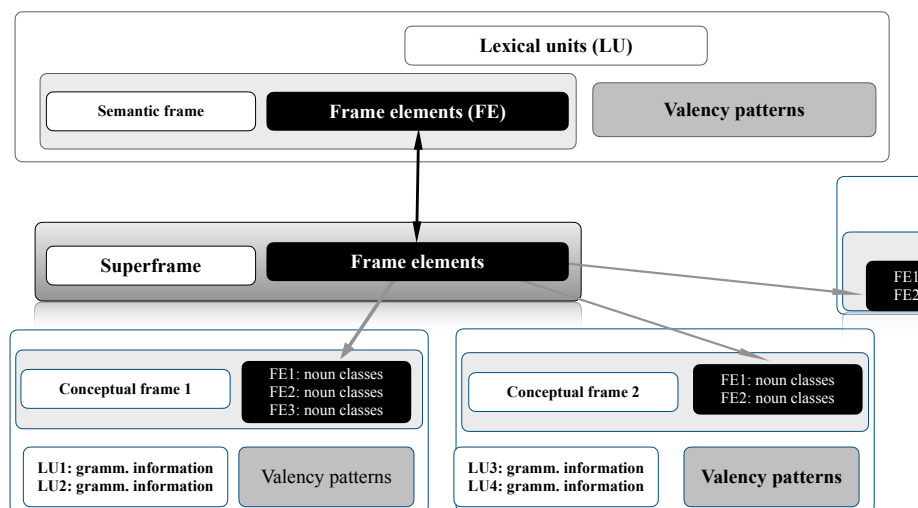 Lexical units (LU)
Semantic frame
Frame elements (FE)
Valency patterns
Superframe
Frame elements
FE1
FE2
Conceptual frame 1
FE1: noun classes
FE2: noun classes
FE3: noun classes
Conceptual frame 2
FE1: noun classes
FE2: noun classes
LU1: gramm. information
LU2: gramm. information
Valency patterns
LU3: gramm. information
LU4: gramm. information
Valency patterns